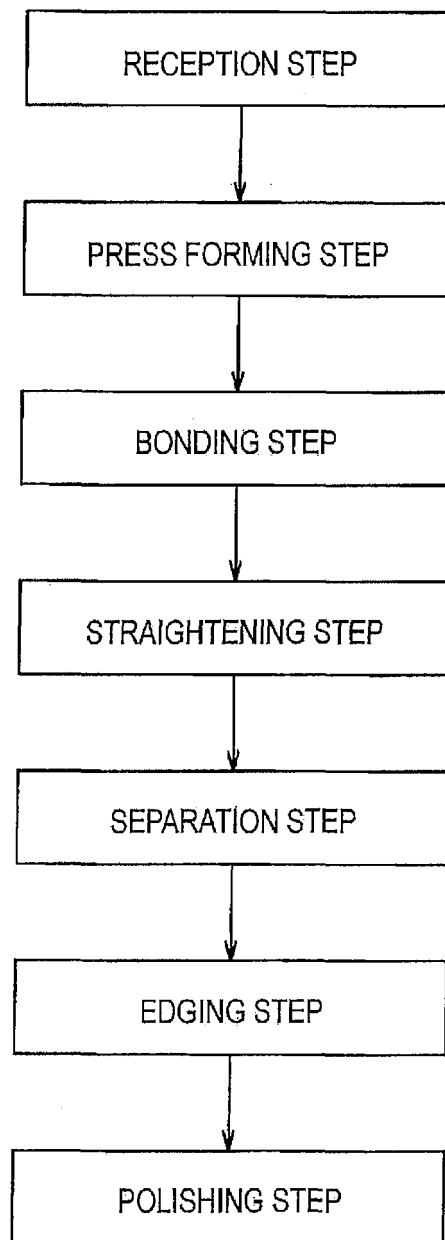 RECEPTION STEP
PRESS FORMING STEP
BONDING STEP
STRAIGHTENING STEP
SEPARATION STEP
EDGING STEP
POLISHING STEP